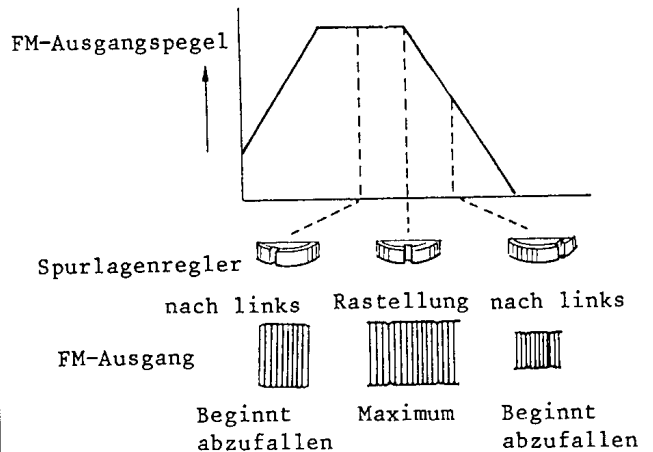 FM-Ausgangspegel
Spurlagenregler
nach links Rastellung nach links
FM-Ausgang
Beginnt abzufallen
Maximum
Beginnt abzufallen